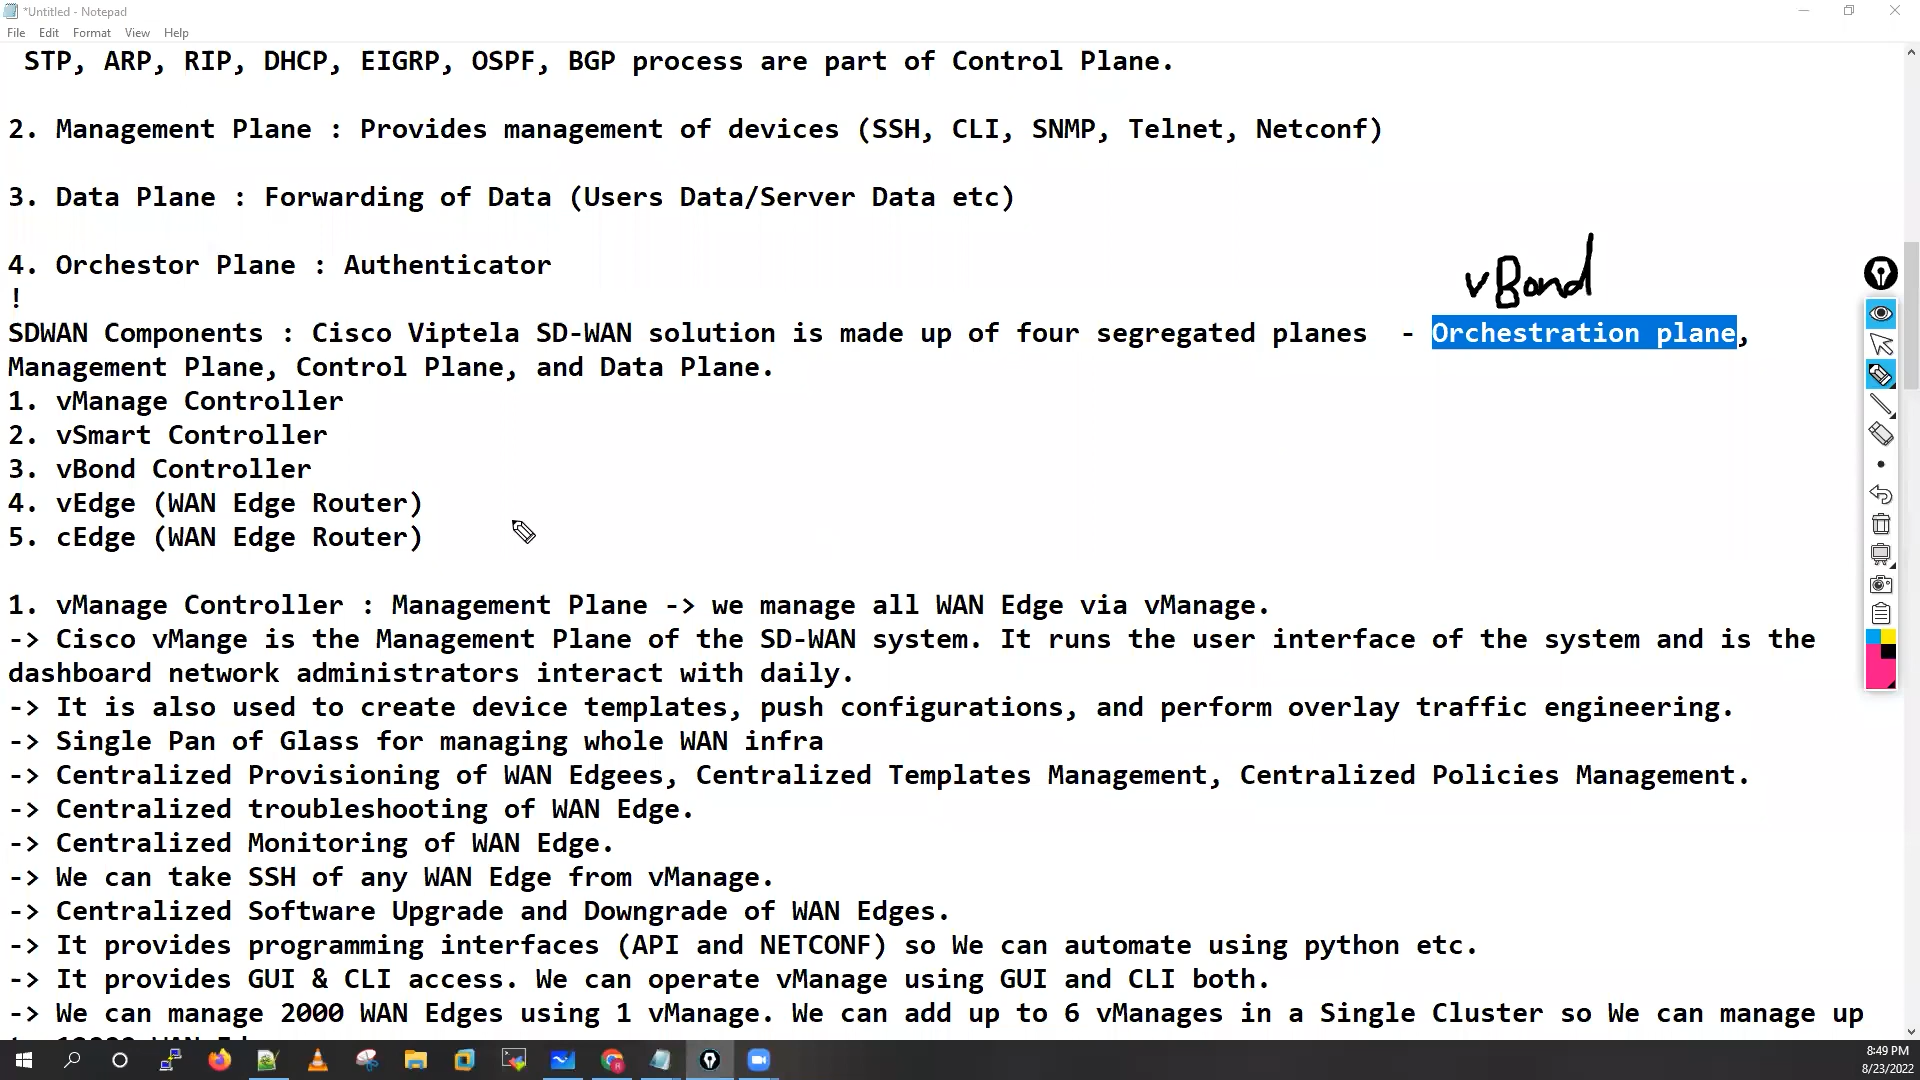 *Untitled - Notepad
File Edit Format View Help
STP, ARP, RIP, DHCP, EIGRP, OSPF, BGP process are part of Control Plane.
2. Management Plane : Provides management of devices (SSH, CLI, SNMP, Telnet, Netconf)
3. Data Plane : Forwarding of Data (Users Data/Server Data etc)
4. Orchestor Plane : Authenticator
!
vBond
SDWAN Components : Cisco Viptela SD-WAN solution is made up of four segregated planes - Orchestration plane,
Management Plane, Control Plane, and Data Plane.
1. vManage Controller
2. vSmart Controller
3. vBond Controller
4. vEdge (WAN Edge Router)
5. cEdge (WAN Edge Router)
1. vManage Controller : Management Plane -> we manage all WAN Edge via vManage.
-> Cisco vMange is the Management Plane of the SD-WAN system. It runs the user interface of the system and is the
dashboard network administrators interact with daily.
-> It is also used to create device templates, push configurations, and perform overlay traffic engineering.
-> Single Pan of Glass for managing whole WAN infra
-> Centralized Provisioning of WAN Edgees, Centralized Templates Management, Centralized Policies Management.
-> Centralized troubleshooting of WAN Edge.
-> Centralized Monitoring of WAN Edge.
-> We can take SSH of any WAN Edge from vManage.
-> Centralized Software Upgrade and Downgrade of WAN Edges.
-> It provides programming interfaces (API and NETCONF) so We can automate using python etc.
-> It provides GUI & CLI access. We can operate vManage using GUI and CLI both.
-> We can manage 2000 WAN Edges using 1 vManage. We can add up to 6 vManages in a Single Cluster so We can manage up
8:49 PM
8/23/2022